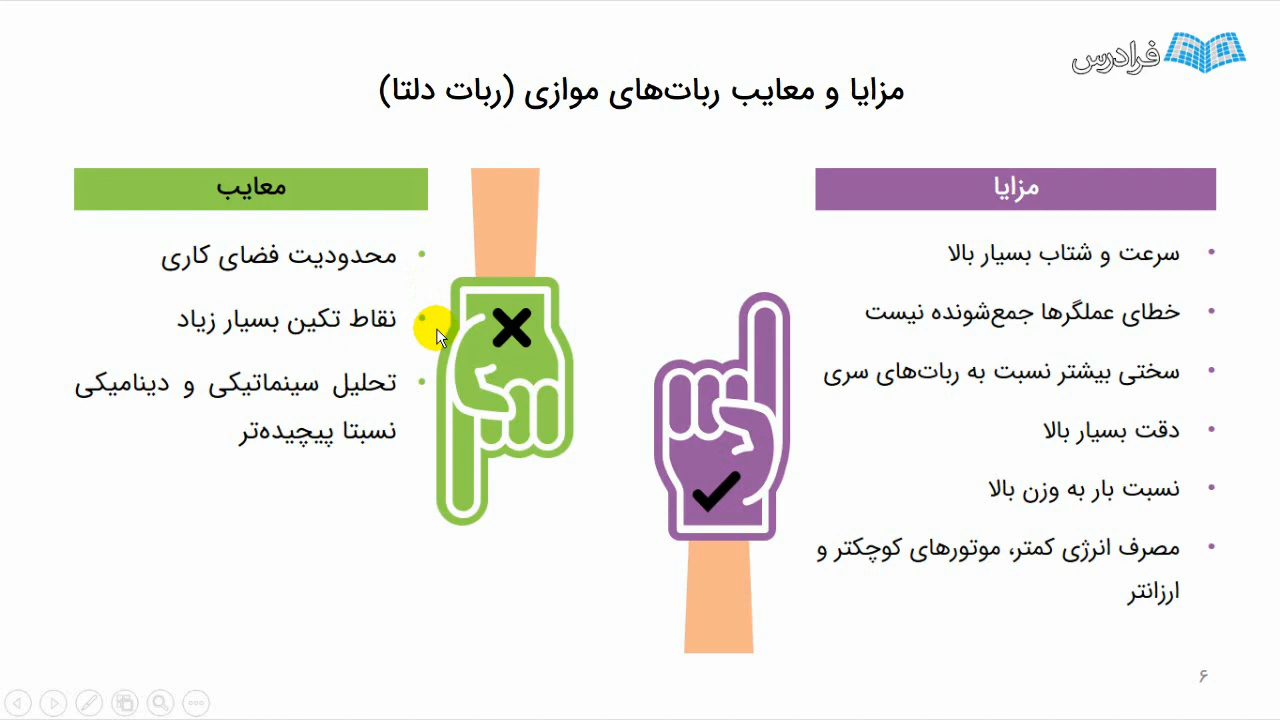 فرادرس
مزایا و معایب ربات‌های موازی (ربات دلتا)
مزایا
• سرعت و شتاب بسیار بالا
• خطای عملگرها جمع‌شونده نیست
• سختی بیشتر نسبت به ربات‌های سری
• دقت بسیار بالا
• نسبت بار به وزن بالا
• مصرف انرژی کمتر، موتورهای کوچکتر و
ارزانتر
معایب
• محدودیت فضای کاری
• نقاط تکین بسیار زیاد
• تحلیل سینماتیکی و دینامیکی
نسبتا پیچیده‌تر
۶